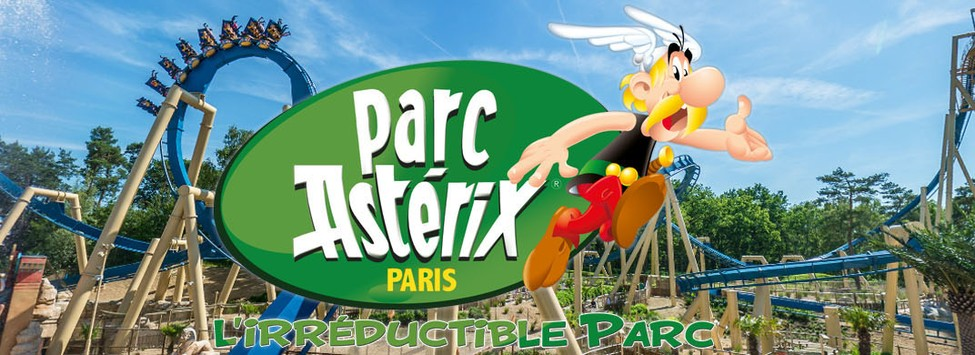 Parc
Astérix
®
PARIS
L'IRRÉDUCTIBLE PARC